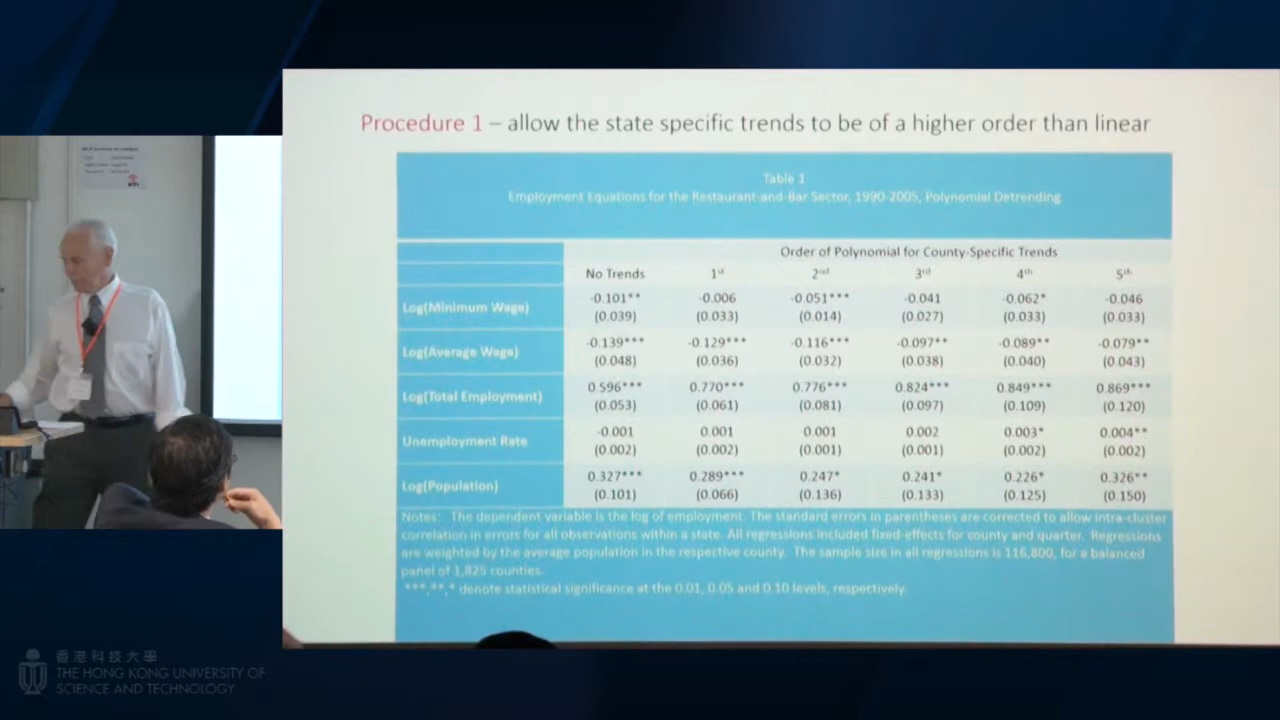 Procedure 1 – allow the state specific trends to be of a higher order than linear
Table 1
Employment Equations for the Restaurant-and-Bar Sector, 1990-2005, Polynomial Detrending
Order of Polynomial for County-Specific Trends
No Trends 1st 2nd 3rd 4th 5th
Log(Minimum Wage) -0.101** -0.006 -0.051*** -0.041 -0.062* -0.046
(0.039) (0.033) (0.014) (0.027) (0.033) (0.033)
Log(Average Wage) -0.139*** -0.129*** -0.116*** -0.097** -0.089** -0.079**
(0.048) (0.036) (0.032) (0.038) (0.040) (0.043)
Log(Total Employment) 0.596*** 0.770*** 0.776*** 0.824*** 0.849*** 0.869***
(0.053) (0.061) (0.081) (0.097) (0.109) (0.120)
Unemployment Rate -0.001 0.001 0.001 0.002 0.003* 0.004**
(0.002) (0.002) (0.001) (0.001) (0.002) (0.002)
Log(Population) 0.327*** 0.289*** 0.247* 0.241* 0.226* 0.326**
(0.101) (0.066) (0.136) (0.133) (0.125) (0.150)
Notes: The dependent variable is the log of employment. The standard errors in parentheses are corrected to allow intra-cluster
correlation in errors for all observations within a state. All regressions included fixed-effects for county and quarter. Regressions
are weighted by the average population in the respective county. The sample size in all regressions is 116,800, for a balanced
panel of 1,825 counties.
***,**,* denote statistical significance at the 0.01, 0.05 and 0.10 levels, respectively.
香港科技大學
THE HONG KONG UNIVERSITY OF
SCIENCE AND TECHNOLOGY